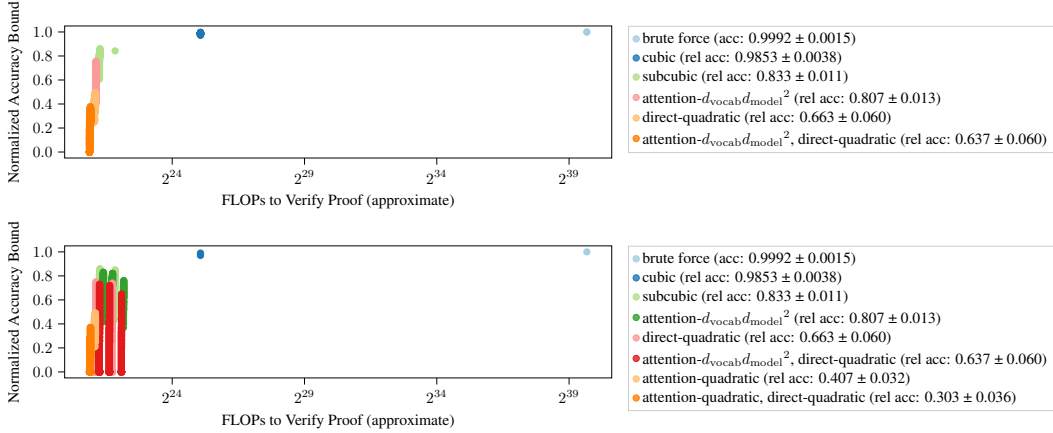 Normalized Accuracy Bound
1.0
0.8
0.6
0.4
0.2
0.0
2^24
2^29
2^34
2^39
FLOPs to Verify Proof (approximate)
brute force (acc: 0.9992 ± 0.0015)
cubic (rel acc: 0.9853 ± 0.0038)
subcubic (rel acc: 0.833 ± 0.011)
attention-d_vocab d_model^2 (rel acc: 0.807 ± 0.013)
direct-quadratic (rel acc: 0.663 ± 0.060)
attention-d_vocab d_model^2, direct-quadratic (rel acc: 0.637 ± 0.060)
Normalized Accuracy Bound
1.0
0.8
0.6
0.4
0.2
0.0
2^24
2^29
2^34
2^39
FLOPs to Verify Proof (approximate)
brute force (acc: 0.9992 ± 0.0015)
cubic (rel acc: 0.9853 ± 0.0038)
subcubic (rel acc: 0.833 ± 0.011)
attention-d_vocab d_model^2 (rel acc: 0.807 ± 0.013)
direct-quadratic (rel acc: 0.663 ± 0.060)
attention-d_vocab d_model^2, direct-quadratic (rel acc: 0.637 ± 0.060)
attention-quadratic (rel acc: 0.407 ± 0.032)
attention-quadratic, direct-quadratic (rel acc: 0.303 ± 0.036)